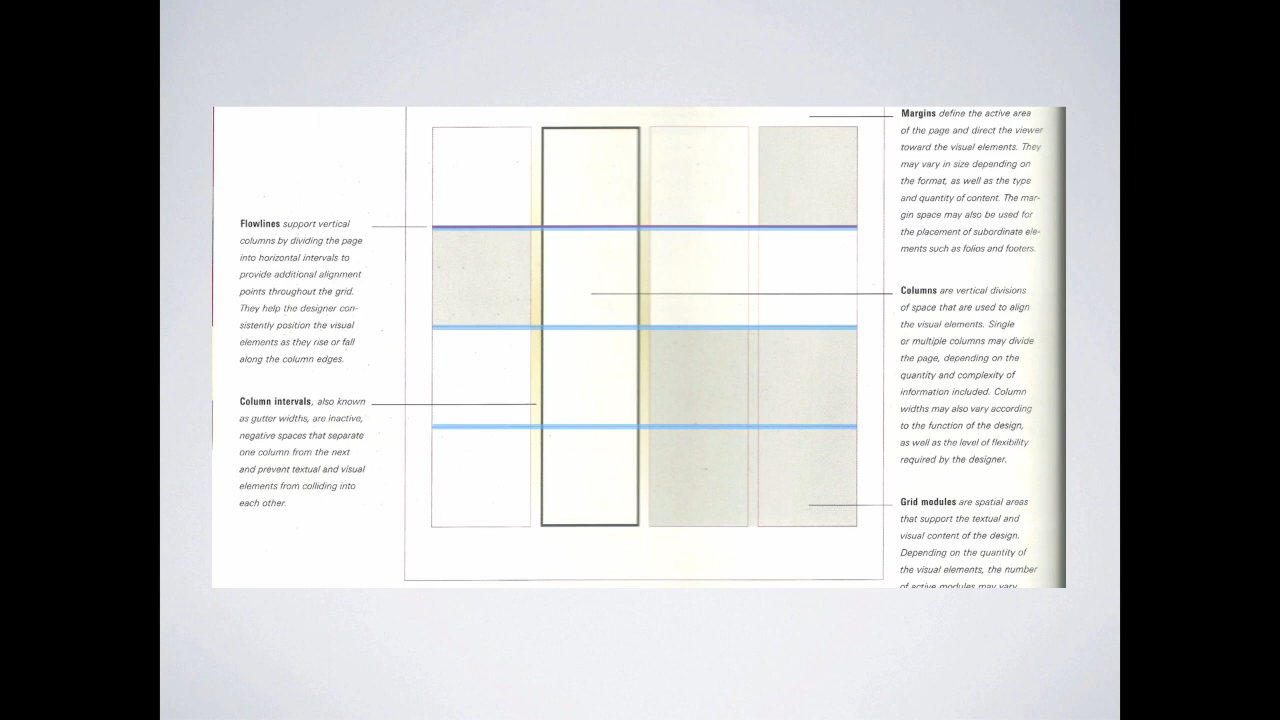 Flowlines support vertical
columns by dividing the page
into horizontal intervals to
provide additional alignment
points throughout the grid.
They help the designer con-
sistently position the visual
elements as they rise or fall
along the column edges.
Column intervals, also known
as gutter widths, are inactive,
negative spaces that separate
one column from the next
and prevent textual and visual
elements from colliding into
each other.
Margins define the active area
of the page and direct the viewer
toward the visual elements. They
may vary in size depending on
the format, as well as the type
and quantity of content. The mar-
gin space may also be used for
the placement of subordinate ele-
ments such as folios and footers.
Columns are vertical divisions
of space that are used to align
the visual elements. Single
or multiple columns may divide
the page, depending on the
quantity and complexity of
information included. Column
widths may also vary according
to the function of the design,
as well as the level of flexibility
required by the designer.
Grid modules are spatial areas
that support the textual and
visual content of the design.
Depending on the quantity of
the visual elements, the number
of active modules may vary